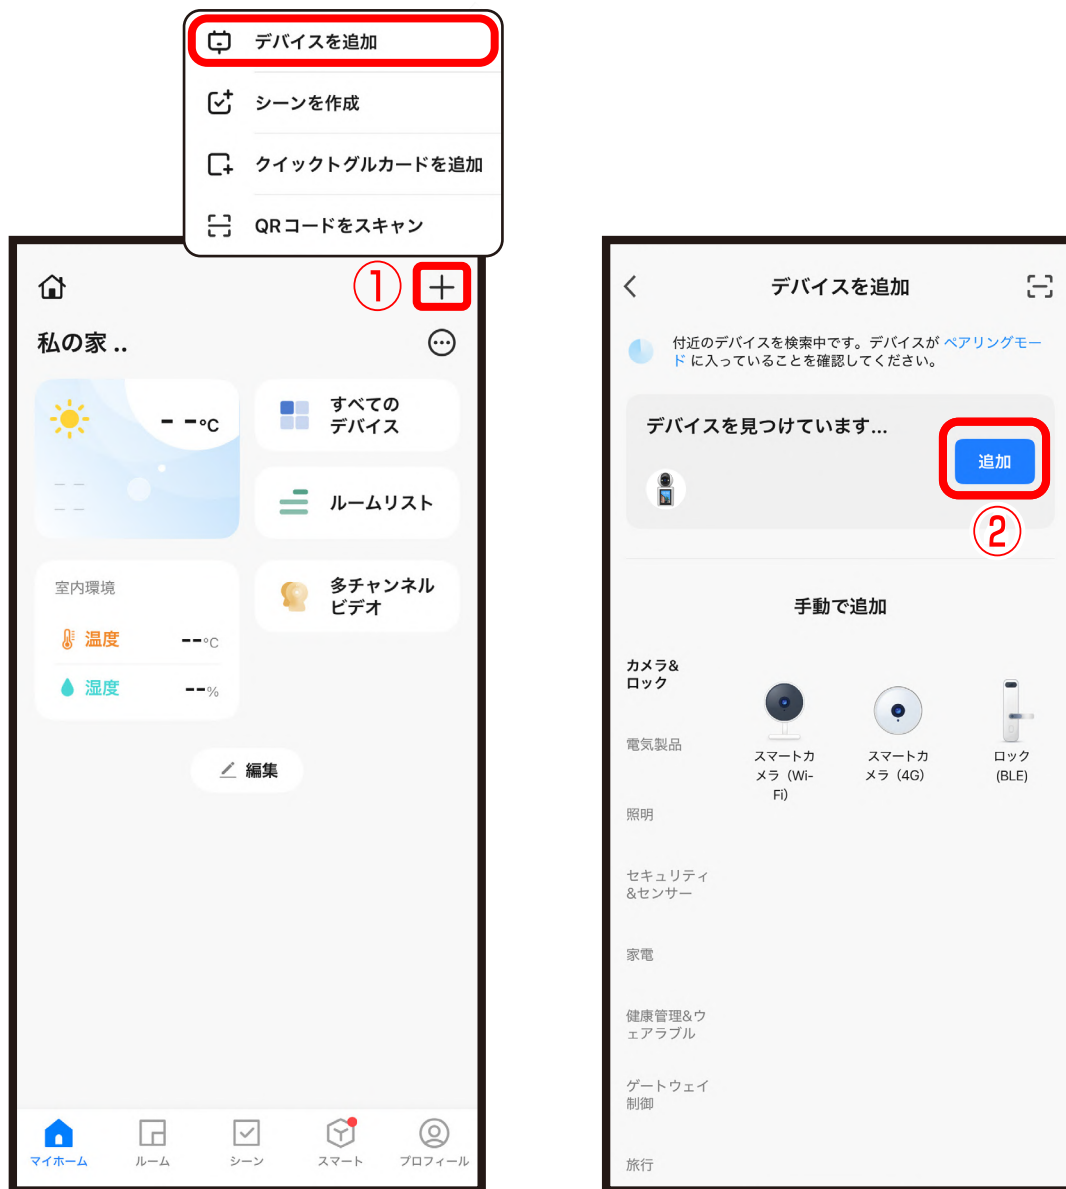 デバイスを追加
シーンを作成
クイックトグルカードを追加
QRコードをスキャン
①
私の家 ..
--°C
-- 
--
すべての
デバイス
ルームリスト
室内環境
温度
--°C
湿度
--%
多チャンネル
ビデオ
編集
マイホーム
ルーム
シーン
スマート
プロフィール
デバイスを追加
付近のデバイスを検索中です。デバイスが ペアリングモー
ド に入っていることを確認してください。
デバイスを見つけています...
追加
②
手動で追加
カメラ&
ロック
電気製品
照明
セキュリティ
&センサー
家電
健康管理&ウ
ェアラブル
ゲートウェイ
制御
旅行
スマートカ
メラ（Wi-
Fi)
スマートカ
メラ（4G）
ロック
(BLE)